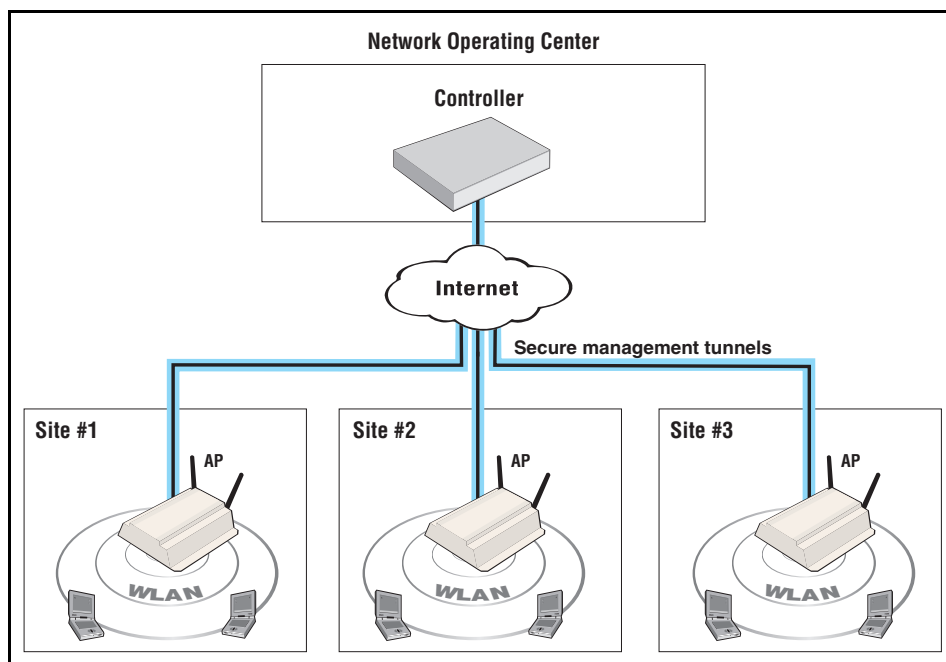 Network Operating Center
Controller
Internet
Secure management tunnels
Site #1
AP
WLAN
Site #2
AP
WLAN
Site #3
AP
WLAN